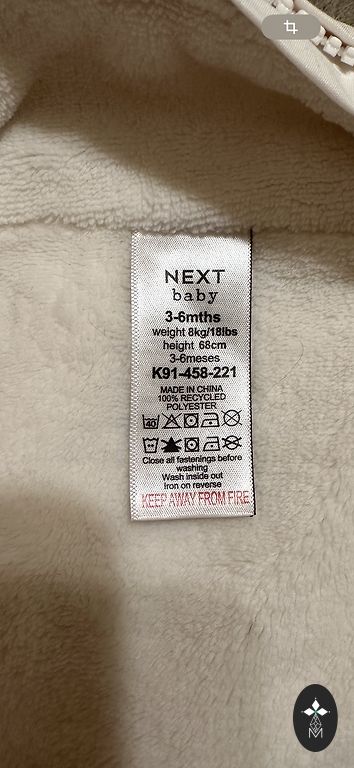 NEXT
baby
3-6mths
weight 8kg/18lbs
height 68cm
3-6meses
K91-458-221
MADE IN CHINA
100% RECYCLED
POLYESTER
40
Close all fastenings before
washing
Wash inside out
Iron on reverse
KEEP AWAY FROM FIRE
M